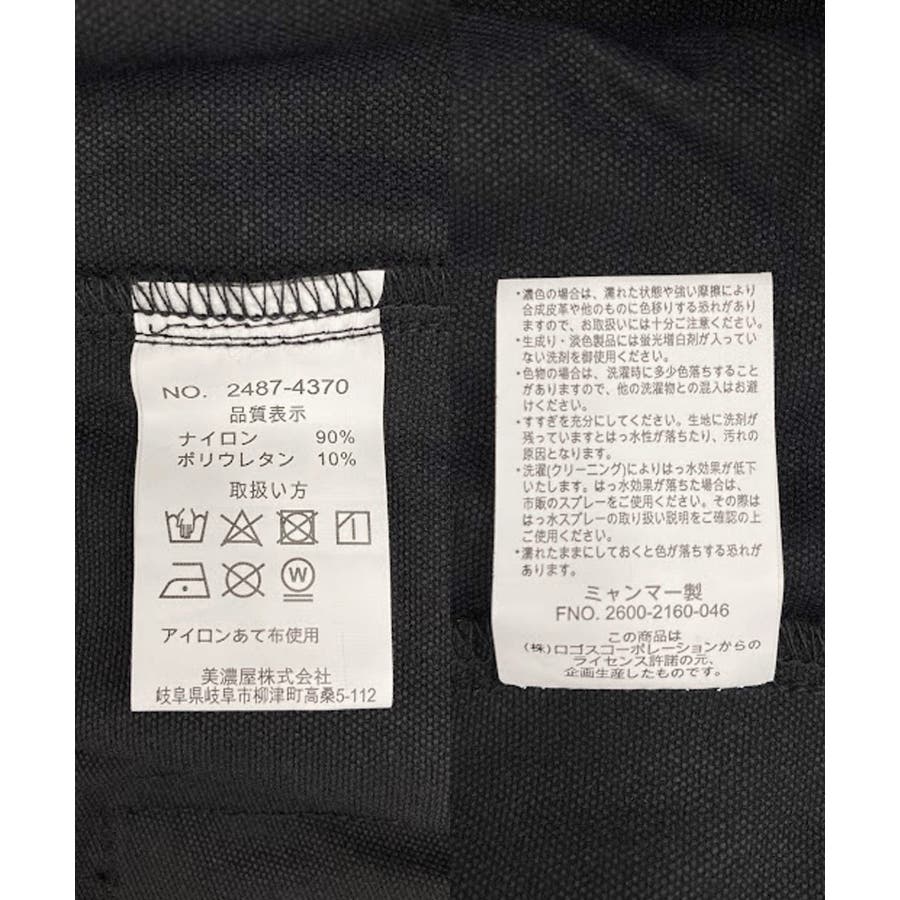 NO. 2487-4370
品質表示
ナイロン 90%
ポリウレタン 10%
取扱い方
W
アイロンあて布使用
美濃屋株式会社
岐阜県岐阜市柳津町高桑5-112
・濃色の場合は、濡れた状態や強い摩擦により
合成皮革や他のものに色移りする恐れがあり
ますので、お取扱いには十分ご注意ください。
・生成り・淡色製品には蛍光増白剤が入ってい
ない洗剤を御使用ください。
・色物の場合は、洗濯時に多少色落ちすること
がありますので、他の洗濯物との混入はお避
けください。
・すすぎを充分にしてください。生地に洗剤が
残っていますとはっ水性が落ちたり、汚れの
原因となります。
・洗濯(クリーニング)によりはっ水効果が低下
いたします。はっ水効果が落ちた場合は、
市販のスプレーをご使用ください。その際は
はっ水スプレーの取り扱い説明をご確認の上
ご使用ください。
・濡れたままにしておくと色が落ちする恐れが
あります。
ミャンマー製
FNO. 2600-2160-046
この商品は
(株)ロゴスコーポレーションからの
ライセンス許諾の元、
企画生産したものです。